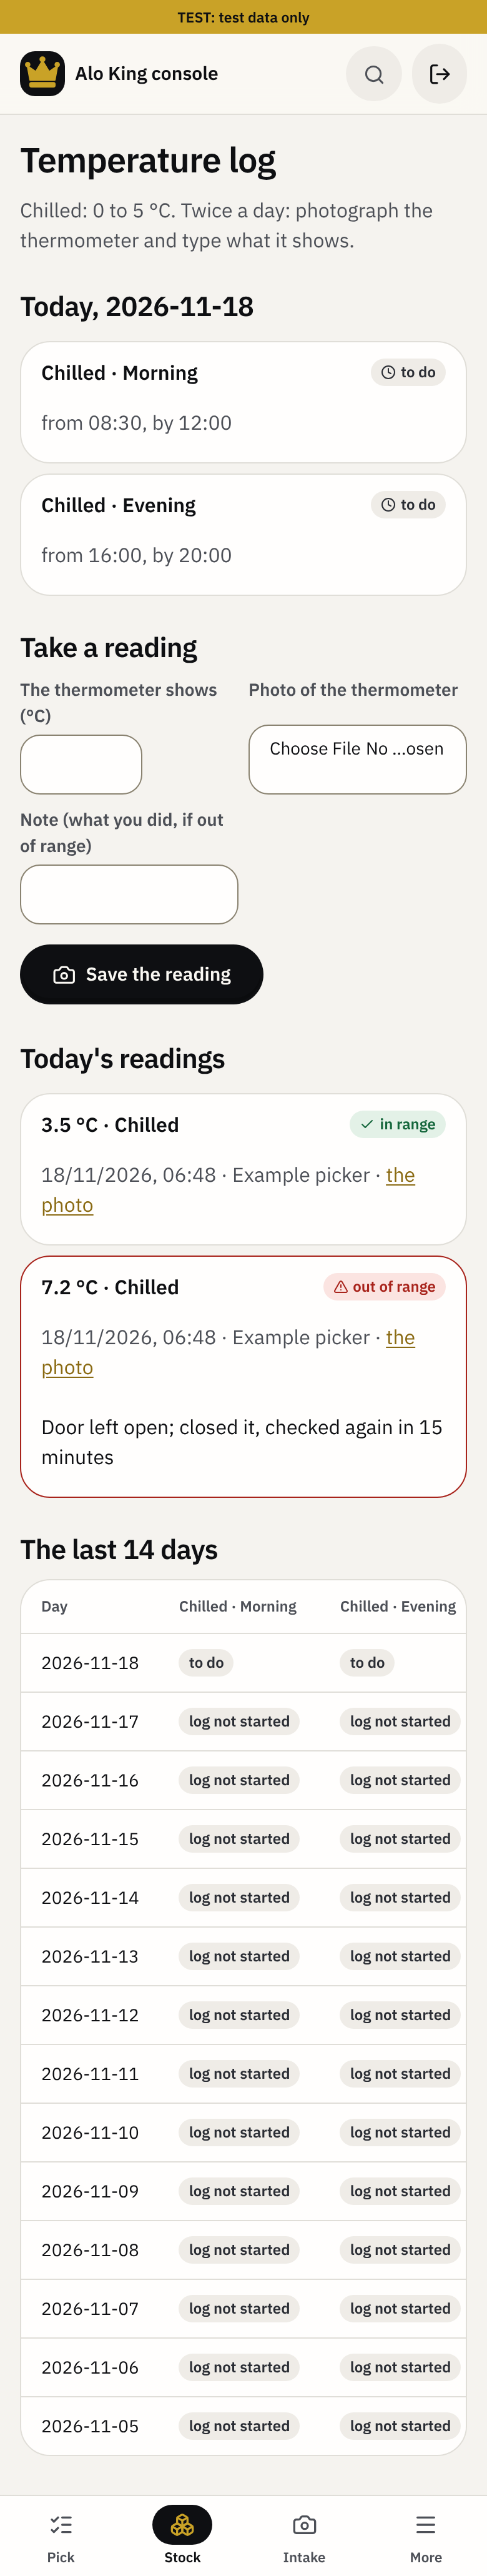 TEST: test data only
Alo King console
Temperature log
Chilled: 0 to 5 °C. Twice a day: photograph the
thermometer and type what it shows.
Today, 2026-11-18
Chilled · Morning
to do
from 08:30, by 12:00
Chilled · Evening
to do
from 16:00, by 20:00
Take a reading
The thermometer shows
(°C)
Photo of the thermometer
Choose File No ...osen
Note (what you did, if out
of range)
Save the reading
Today's readings
3.5 °C · Chilled
in range
18/11/2026, 06:48 · Example picker · the
photo
7.2 °C · Chilled
out of range
18/11/2026, 06:48 · Example picker · the
photo
Door left open; closed it, checked again in 15
minutes
The last 14 days
Day Chilled · Morning Chilled · Evening
2026-11-18 to do to do
2026-11-17 log not started log not started
2026-11-16 log not started log not started
2026-11-15 log not started log not started
2026-11-14 log not started log not started
2026-11-13 log not started log not started
2026-11-12 log not started log not started
2026-11-11 log not started log not started
2026-11-10 log not started log not started
2026-11-09 log not started log not started
2026-11-08 log not started log not started
2026-11-07 log not started log not started
2026-11-06 log not started log not started
2026-11-05 log not started log not started
Pick Stock Intake More